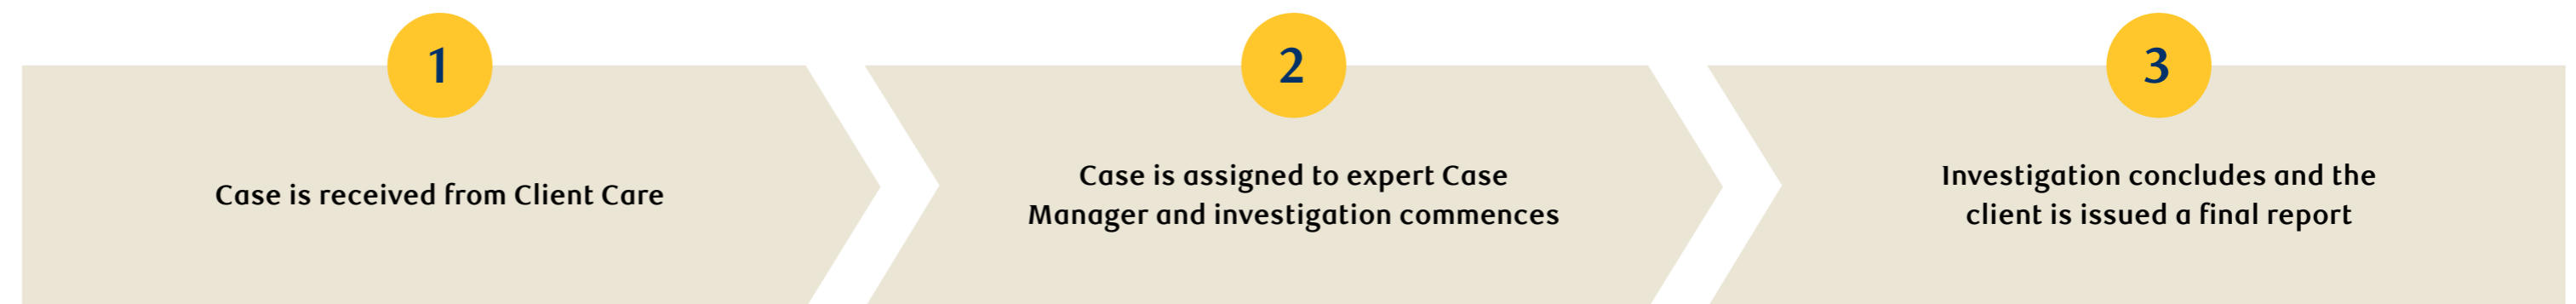 1
Case is received from Client Care
2
Case is assigned to expert Case
Manager and investigation commences
3
Investigation concludes and the
client is issued a final report